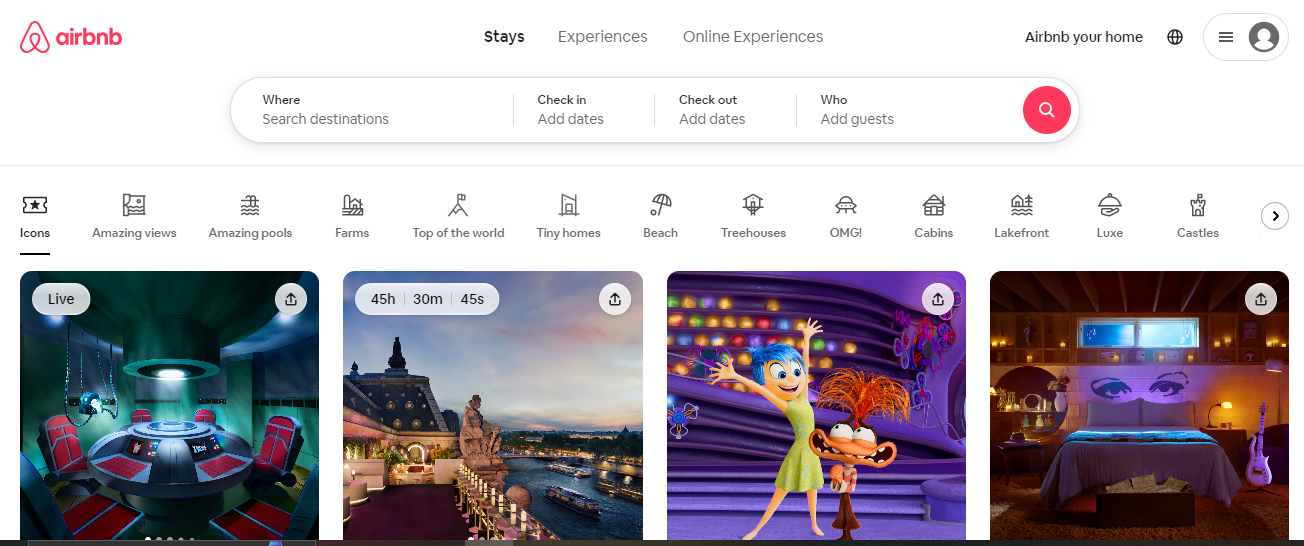 airbnb
Stays Experiences Online Experiences
Airbnb your home
Where Check in Check out Who
Search destinations Add dates Add dates Add guests
Icons Amazing views Amazing pools Farms Top of the world Tiny homes Beach Treehouses OMG! Cabins Lakefront Luxe Castles
Live
45h 30m 45s